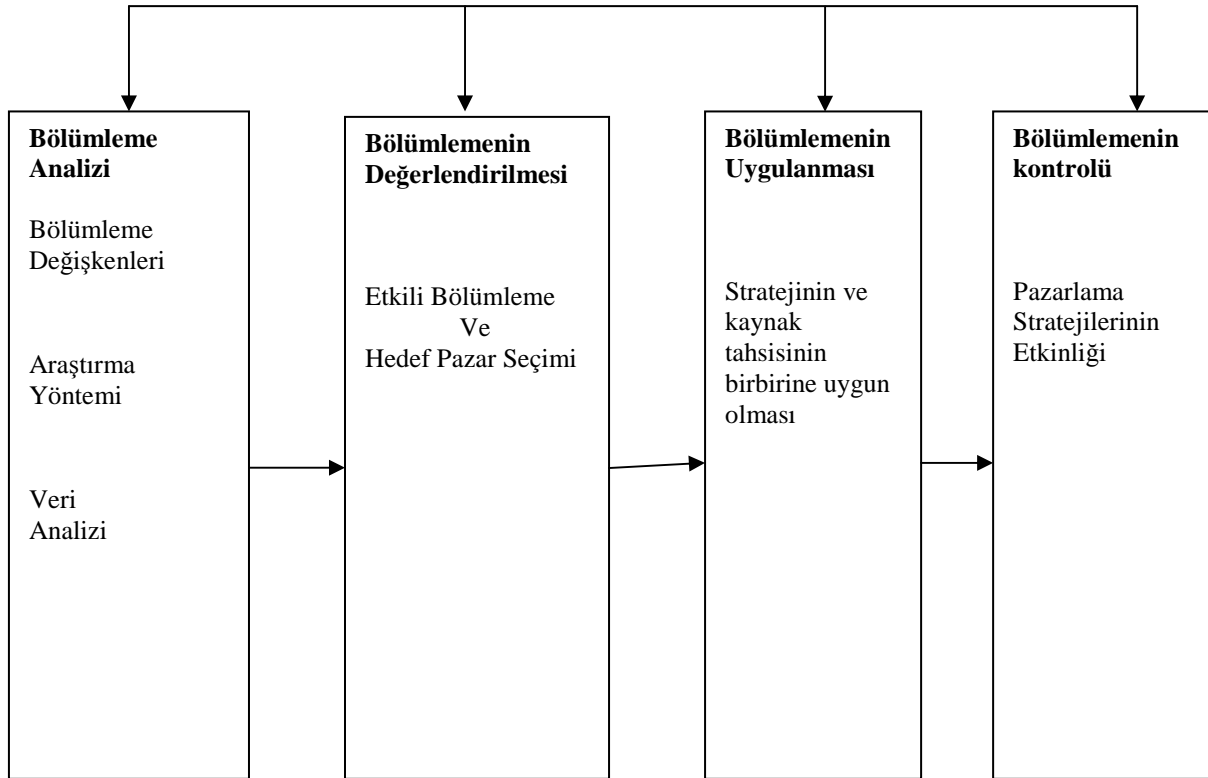 Bölümleme
Analizi
Bölümleme
Değişkenleri
Araştırma
Yöntemi
Veri
Analizi
Bölümlemenin
Değerlendirilmesi
Etkili Bölümleme
Ve
Hedef Pazar Seçimi
Bölümlemenin
Uygulanması
Stratejinin ve
kaynak
tahsisinin
birbirine uygun
olması
Bölümlemenin
kontrolü
Pazarlama
Stratejilerinin
Etkinliği